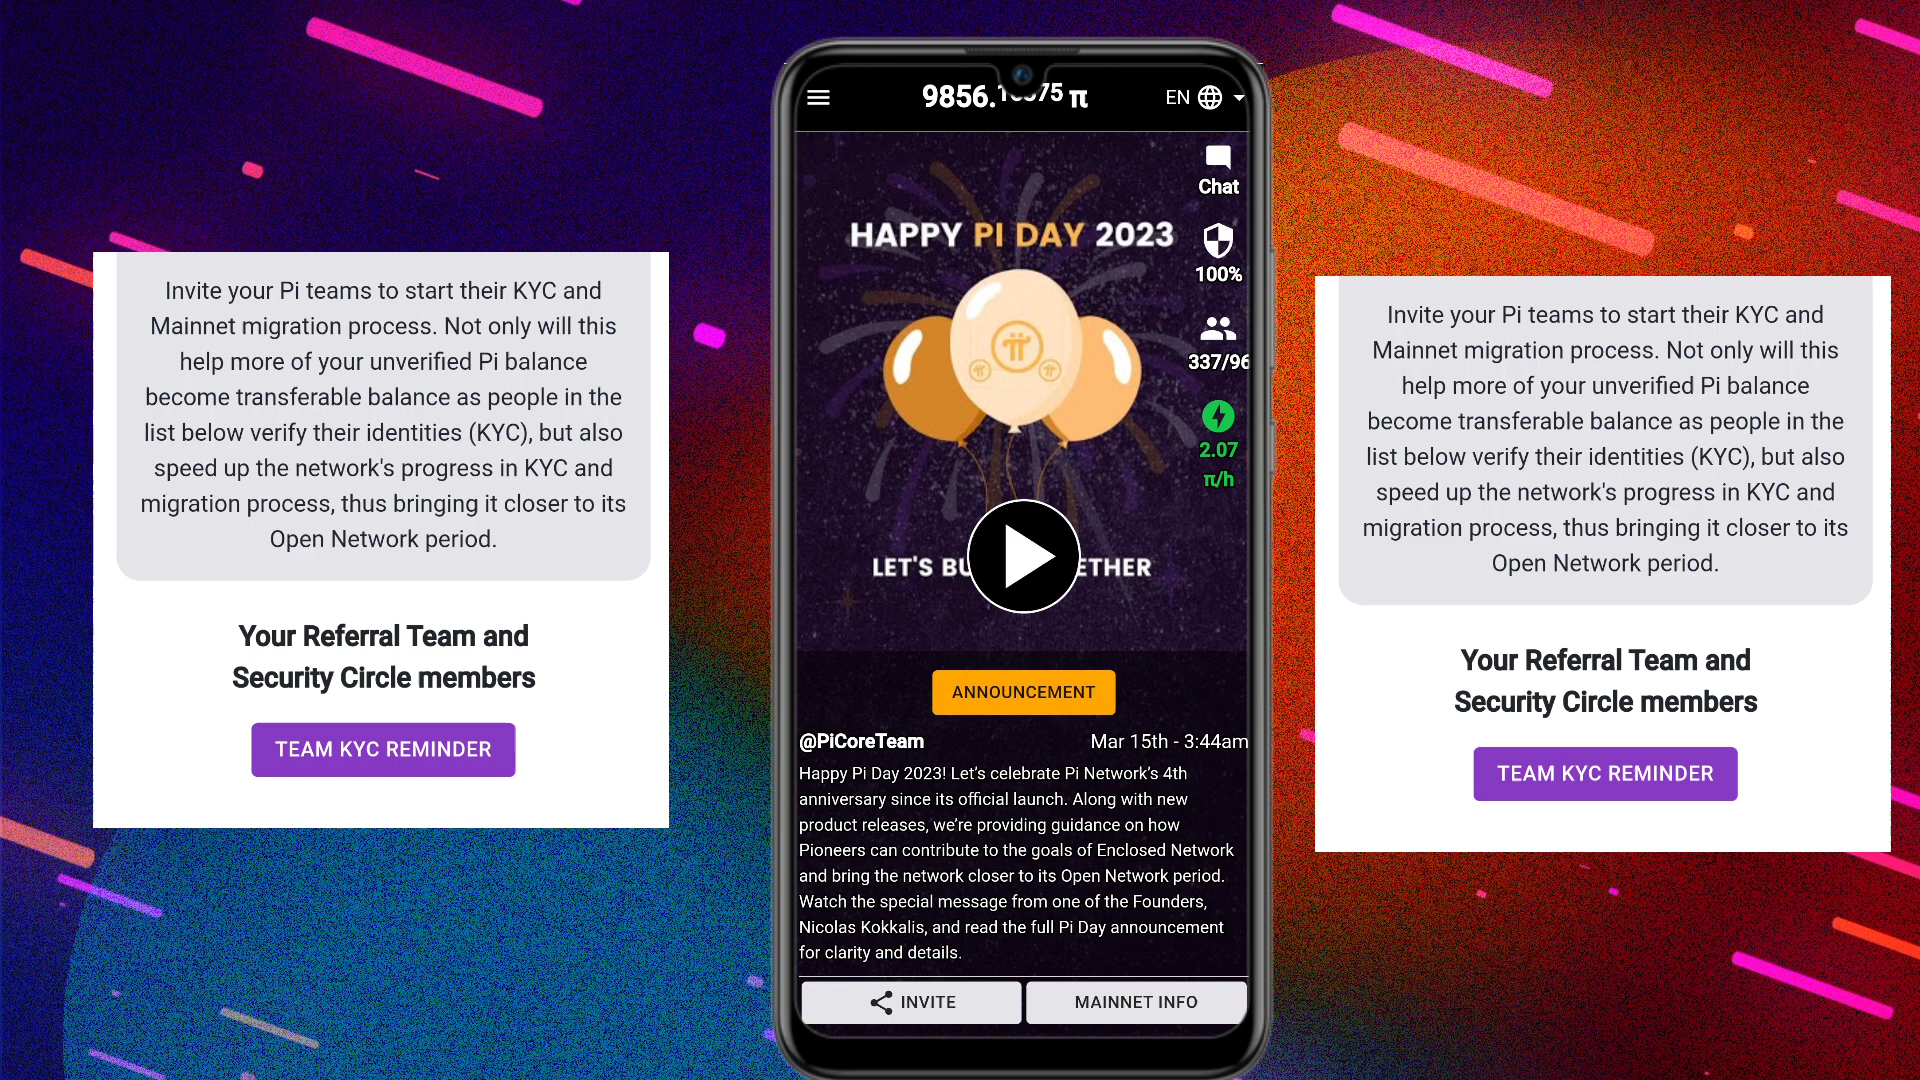 Invite your Pi teams to start their KYC and
Mainnet migration process. Not only will this
help more of your unverified Pi balance
become transferable balance as people in the
list below verify their identities (KYC), but also
speed up the network's progress in KYC and
migration process, thus bringing it closer to its
Open Network period.
Your Referral Team and
Security Circle members
TEAM KYC REMINDER
9856. π
EN
Chat
HAPPY PI DAY 2023
100%
337/96
2.07
π/h
LET'S
ANNOUNCEMENT
@PiCoreTeam Mar 15th - 3:44am
Happy Pi Day 2023! Let's celebrate Pi Network's 4th
anniversary since its official launch. Along with new
product releases, we're providing guidance on how
Pioneers can contribute to the goals of Enclosed Network
and bring the network closer to its Open Network period.
Watch the special message from one of the Founders,
Nicolas Kokkalis, and read the full Pi Day announcement
for clarity and details.
INVITE MAINNET INFO
Invite your Pi teams to start their KYC and
Mainnet migration process. Not only will this
help more of your unverified Pi balance
become transferable balance as people in the
list below verify their identities (KYC), but also
speed up the network's progress in KYC and
migration process, thus bringing it closer to its
Open Network period.
Your Referral Team and
Security Circle members
TEAM KYC REMINDER